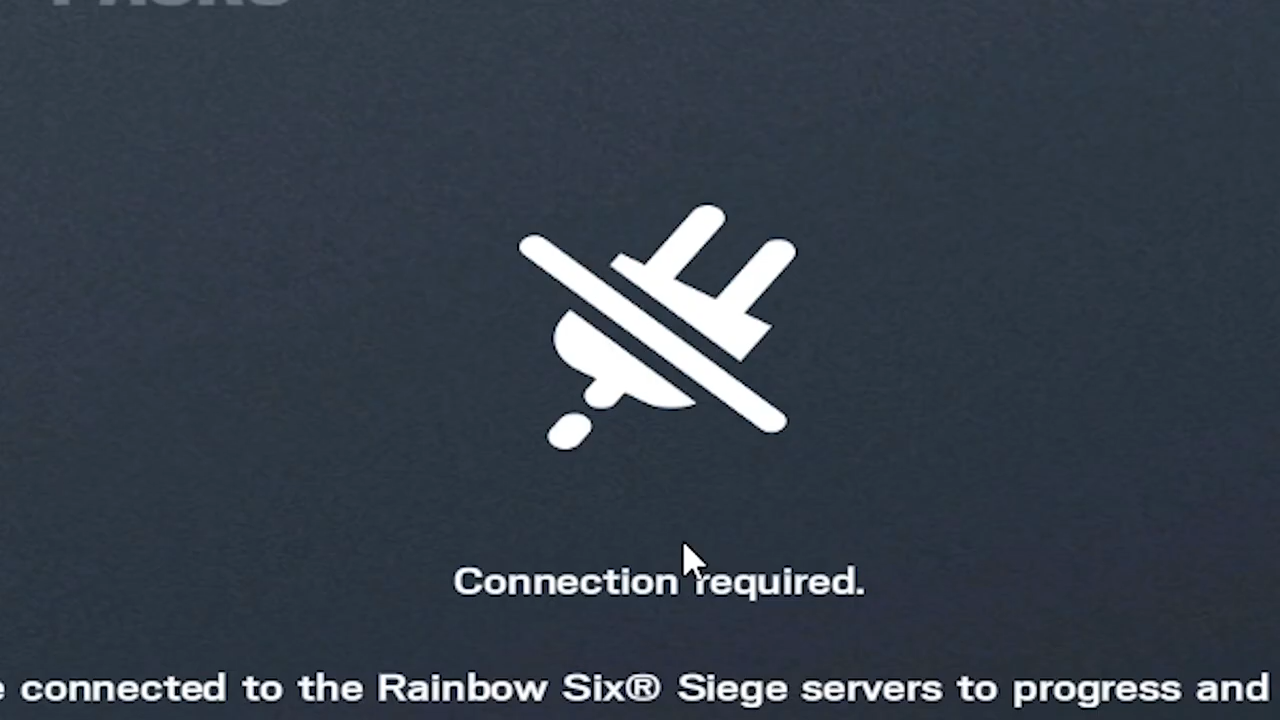 Connection required.
connected to the Rainbow Six® Siege servers to progress and